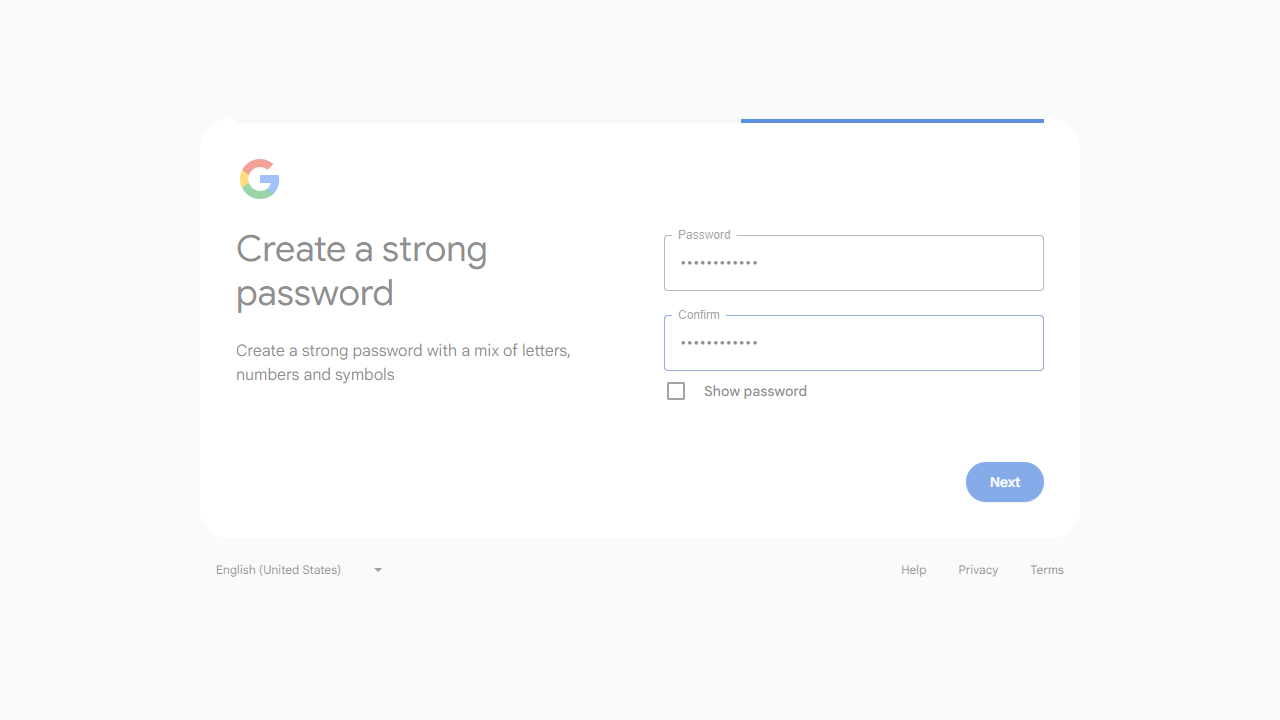 Create a strong
password
Create a strong password with a mix of letters,
numbers and symbols
Password
••••••••••••
Confirm
••••••••••••
Show password
Next
English (United States)
Help
Privacy
Terms